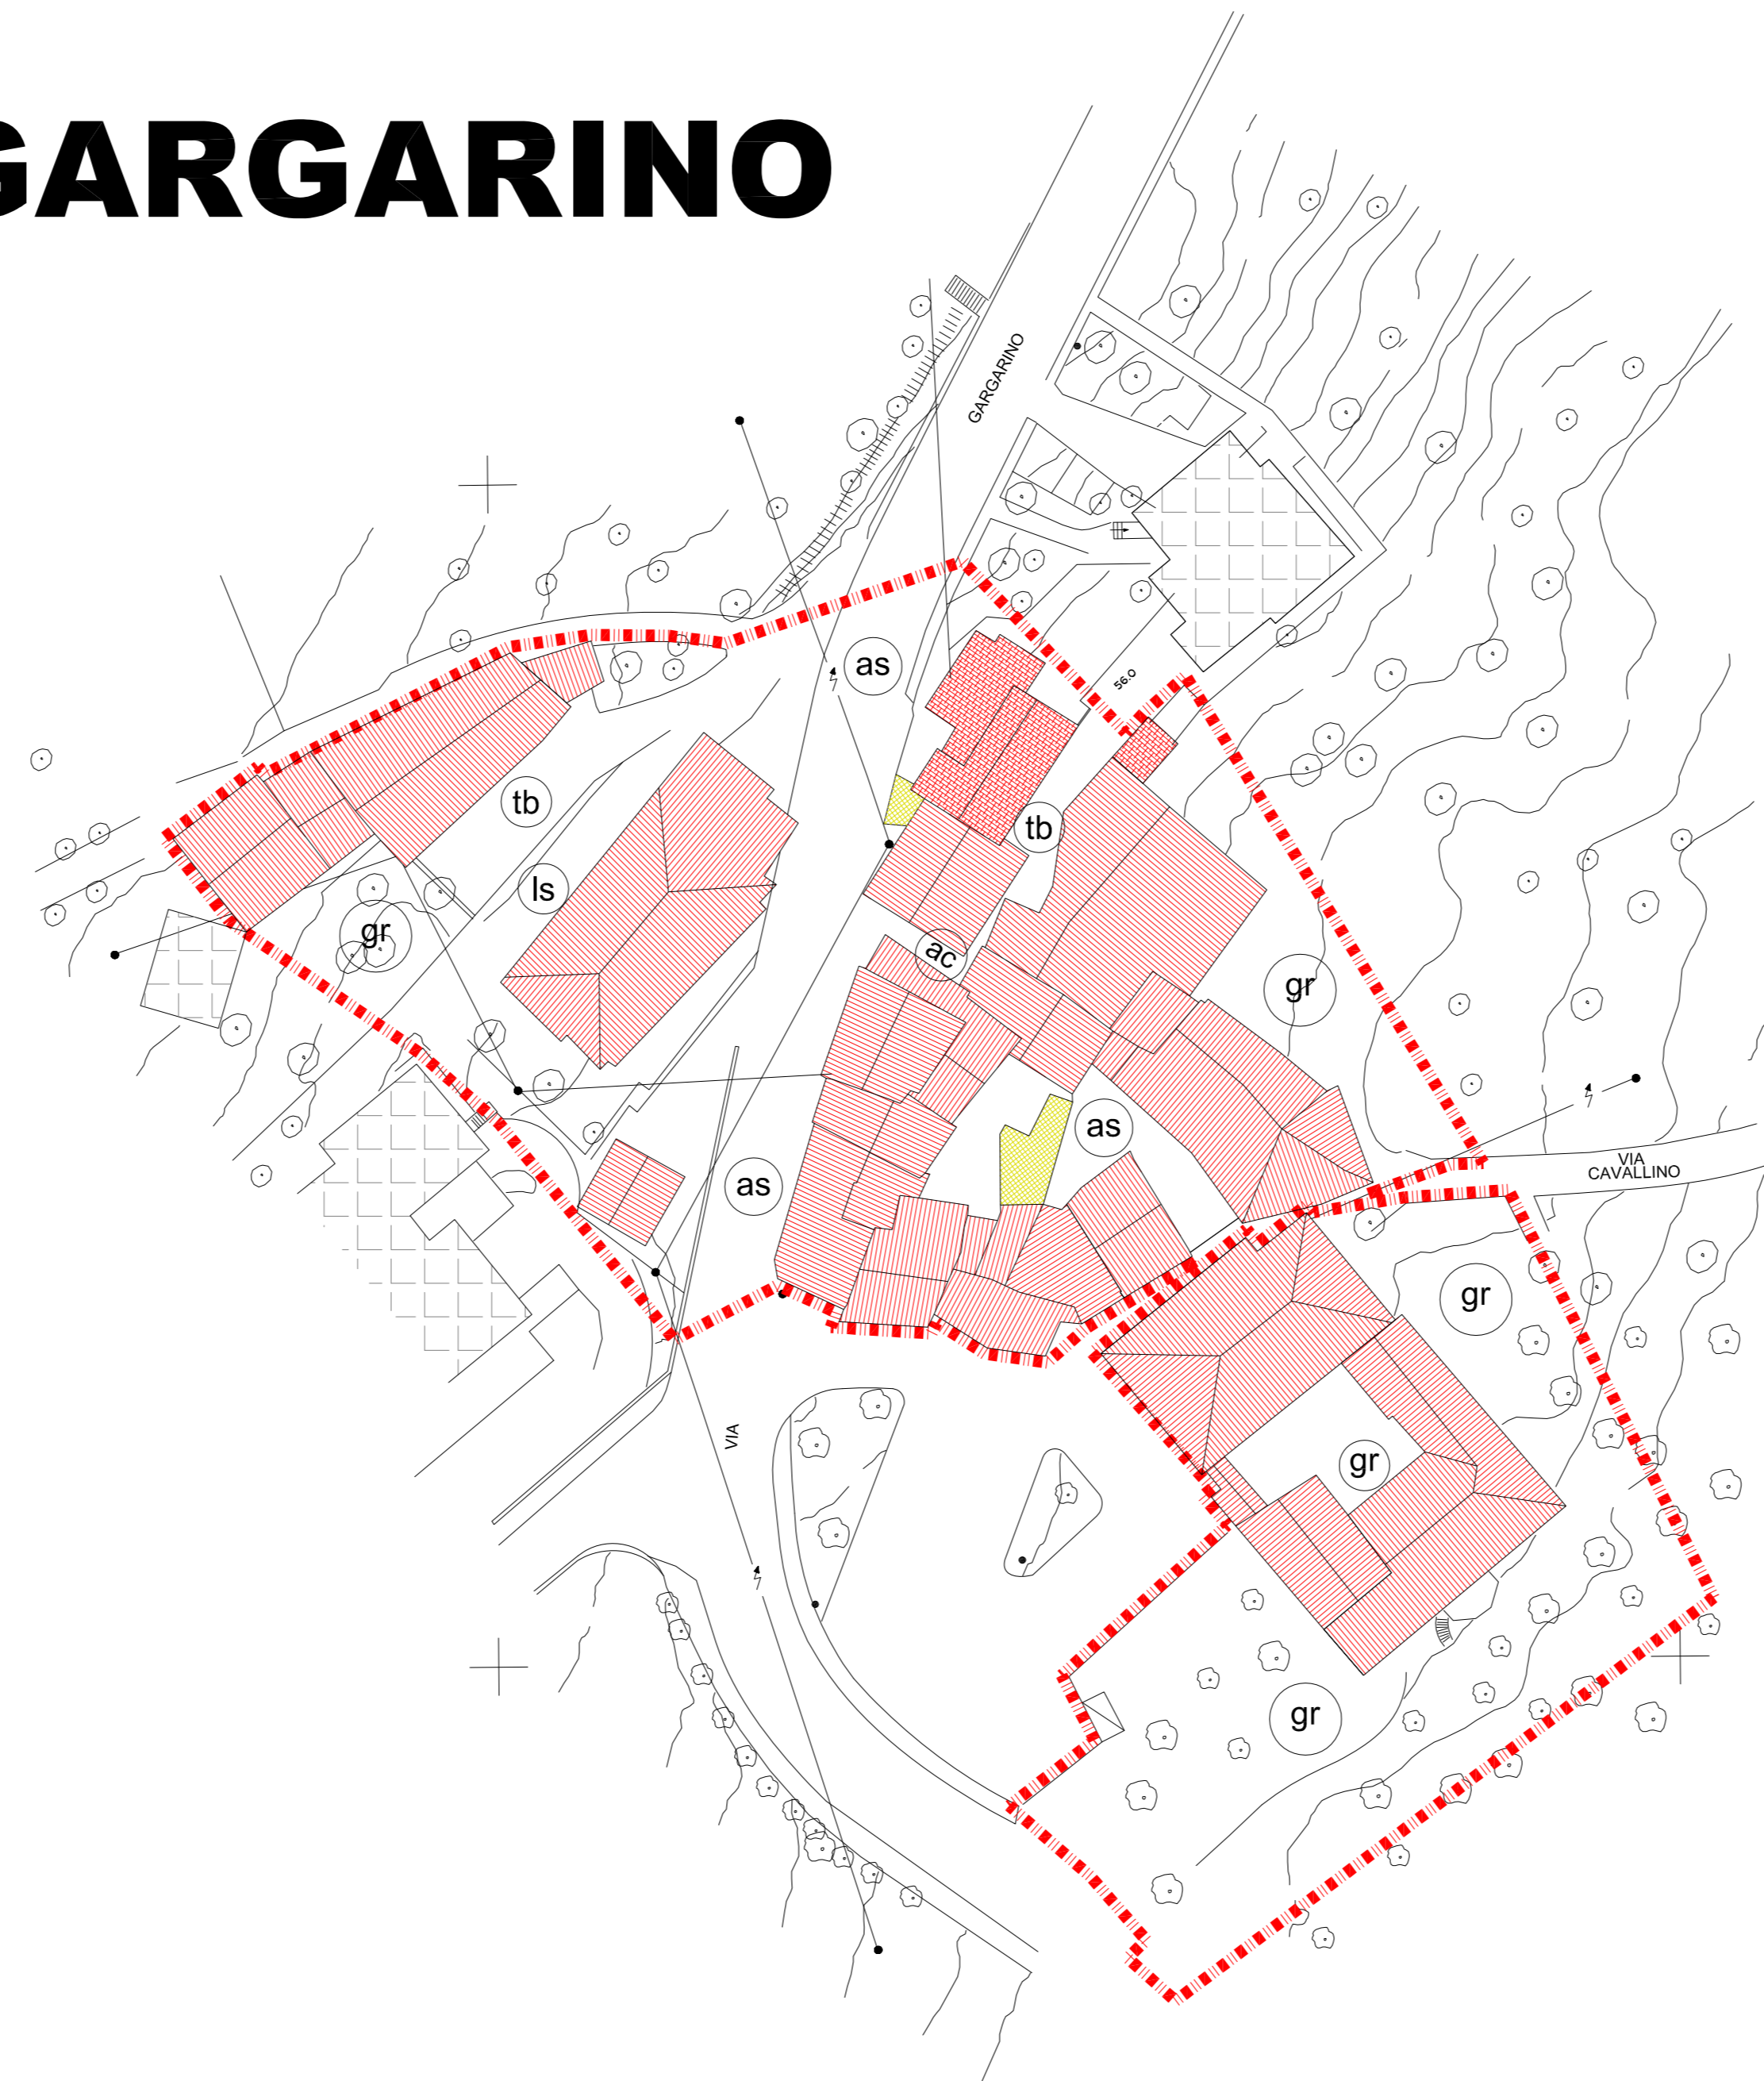 GARGARINO
GARGARINO
as
56.0
tb
tb
ls
gr
ac
gr
as
as
VIA
CAVALLINO
gr
VIA
gr
gr